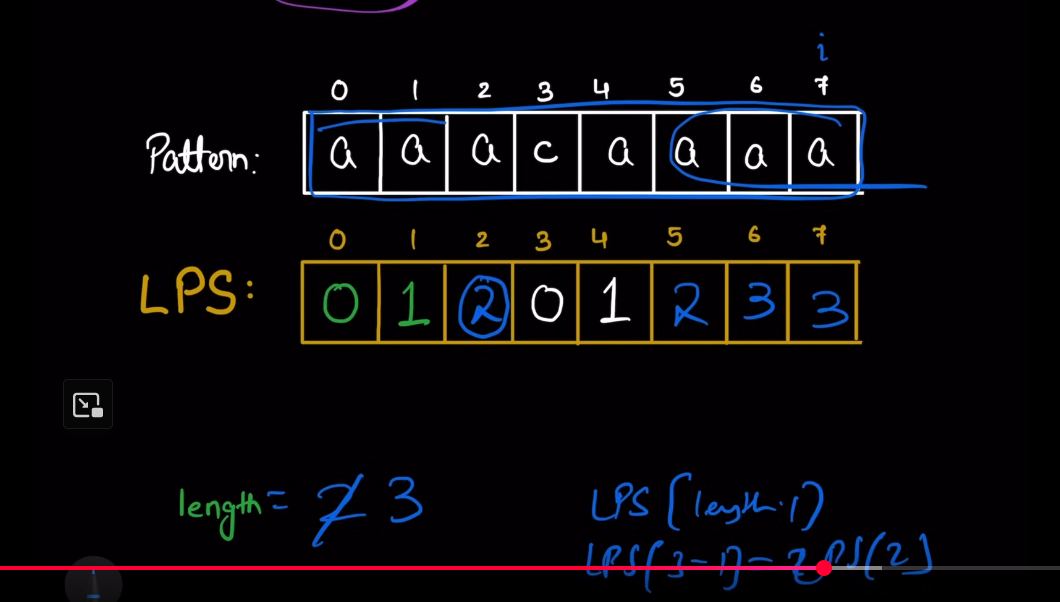 i
0 1 2 3 4 5 6 7
Pattern: a a a c a a a a
0 1 2 3 4 5 6 7
LPS: 0 1 2 0 1 2 3 3
length = 2 3
LPS[length-1]
LPS(3-1) = LPS(2)